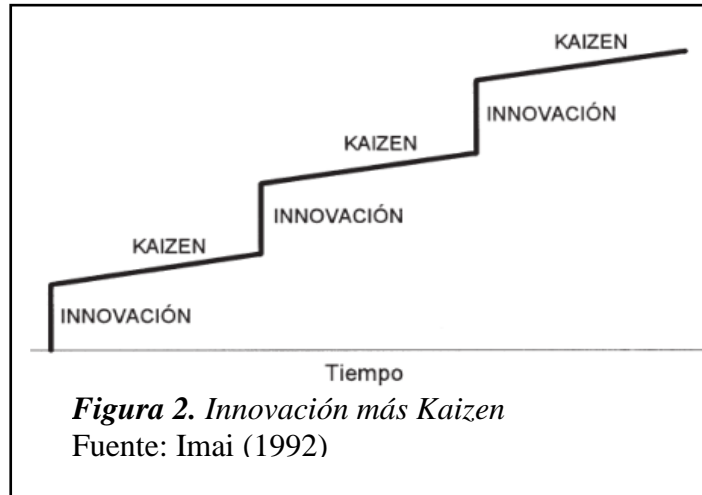 KAIZEN
INNOVACIÓN
KAIZEN
INNOVACIÓN
KAIZEN
INNOVACIÓN
Tiempo
Figura 2. Innovación más Kaizen
Fuente: Imai (1992)